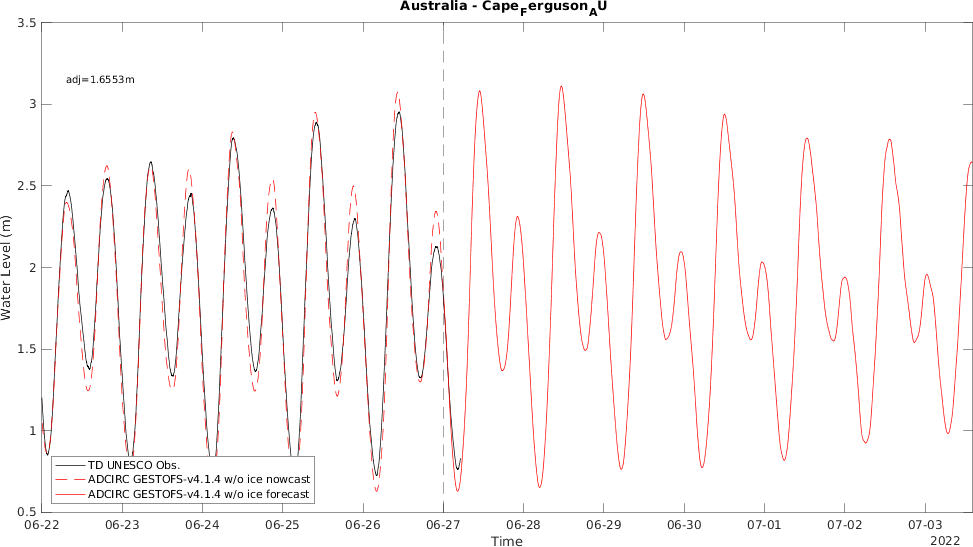 Australia - Cape_Ferguson_AU
adj=1.6553m
Water Level (m)
3.5
3
2.5
2
1.5
1
0.5
TD UNESCO Obs.
ADCIRC GESTOFS-v4.1.4 w/o ice nowcast
ADCIRC GESTOFS-v4.1.4 w/o ice forecast
06-22 06-23 06-24 06-25 06-26 06-27 06-28 06-29 06-30 07-01 07-02 07-03
Time
2022